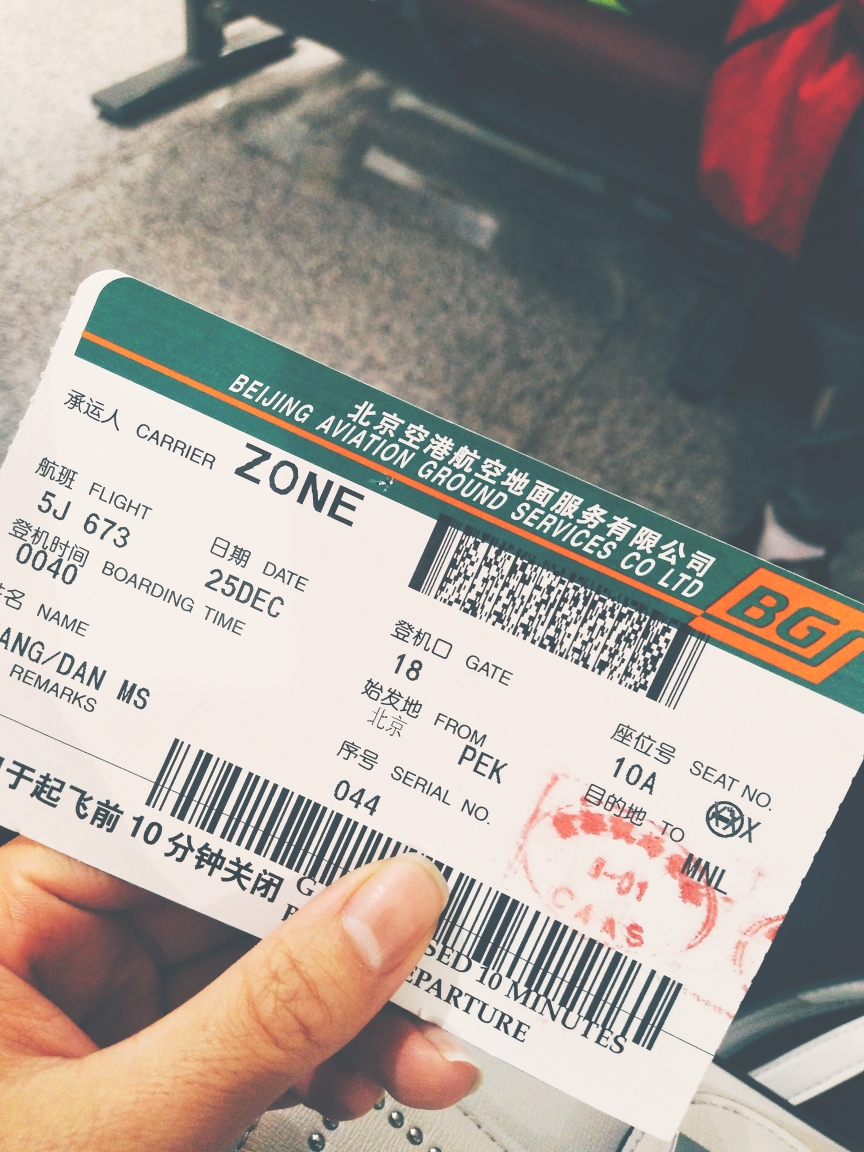 北京空港航空地面服务有限公司
BEIJING AVIATION GROUND SERVICES CO LTD
BGS
承运人 CARRIER ZONE
航班 FLIGHT
5J 673
日期 DATE
25DEC
登机时间 BOARDING TIME
0040
NAME
ANG/DAN MS
REMARKS
登机口 GATE
18
始发地 FROM
北京
PEK
序号 SERIAL NO.
044
座位号 SEAT NO.
10A
目的地 TO
MNL
CAAS
于起飞前 10 分钟关闭
10 MINUTES